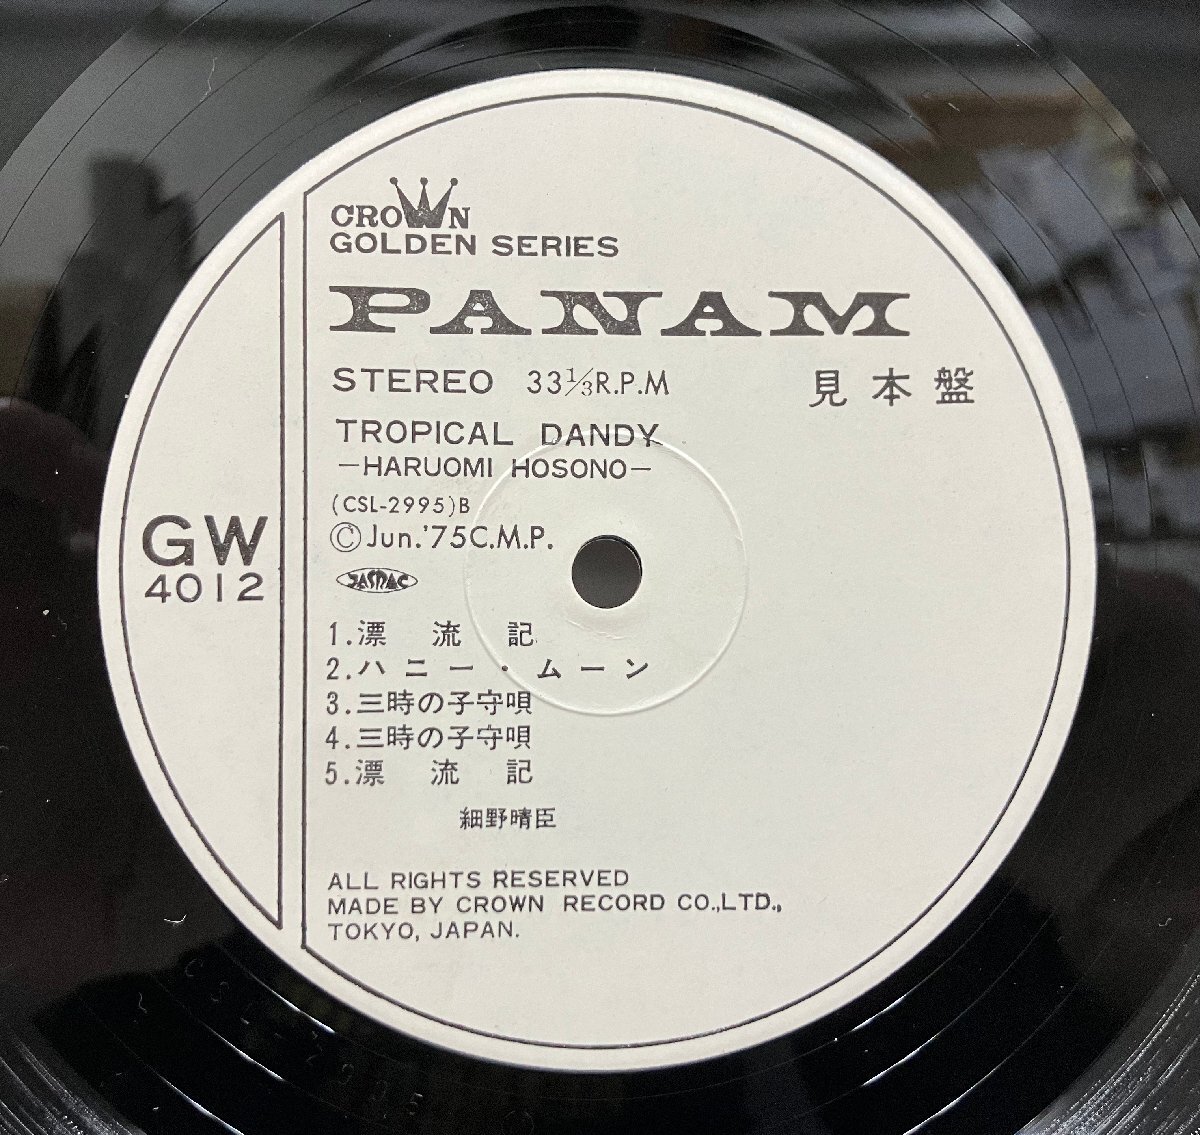 CROWN
GOLDEN SERIES
PANAM
STEREO 33⅓R.P.M 見本盤
TROPICAL DANDY
—HARUOMI HOSONO—
(CSL-2995)B
©Jun.'75C.M.P.
JASRAC
GW
4012
1.漂流記
2.ハニー・ムーン
3.三時の子守唄
4.三時の子守唄
5.漂流記
細野晴臣
ALL RIGHTS RESERVED
MADE BY CROWN RECORD CO.,LTD.,
TOKYO, JAPAN.